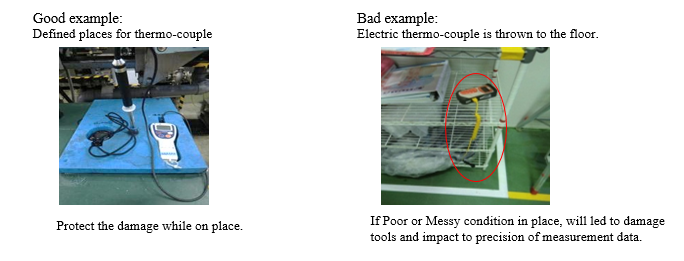 Good example:
Defined places for thermo-couple
Bad example:
Electric thermo-couple is thrown to the floor.
Protect the damage while on place.
If Poor or Messy condition in place, will led to damage
tools and impact to precision of measurement data.